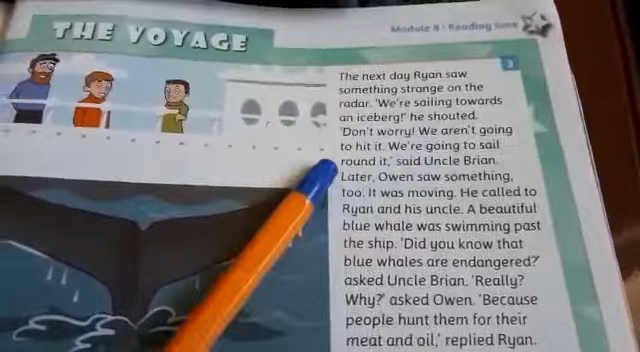 THE VOYAGE
Module 8 : Reading time
3
The next day Ryan saw
something strange on the
radar. 'We're sailing towards
an iceberg!' he shouted.
'Don't worry! We aren't going
to hit it. We're going to sail
round it,' said Uncle Brian.
Later, Owen saw something,
too. It was moving. He called to
Ryan and his uncle. A beautiful
blue whale was swimming past
the ship. 'Did you know that
blue whales are endangered?'
asked Uncle Brian. 'Really?
Why?' asked Owen. 'Because
people hunt them for their
meat and oil,' replied Ryan.